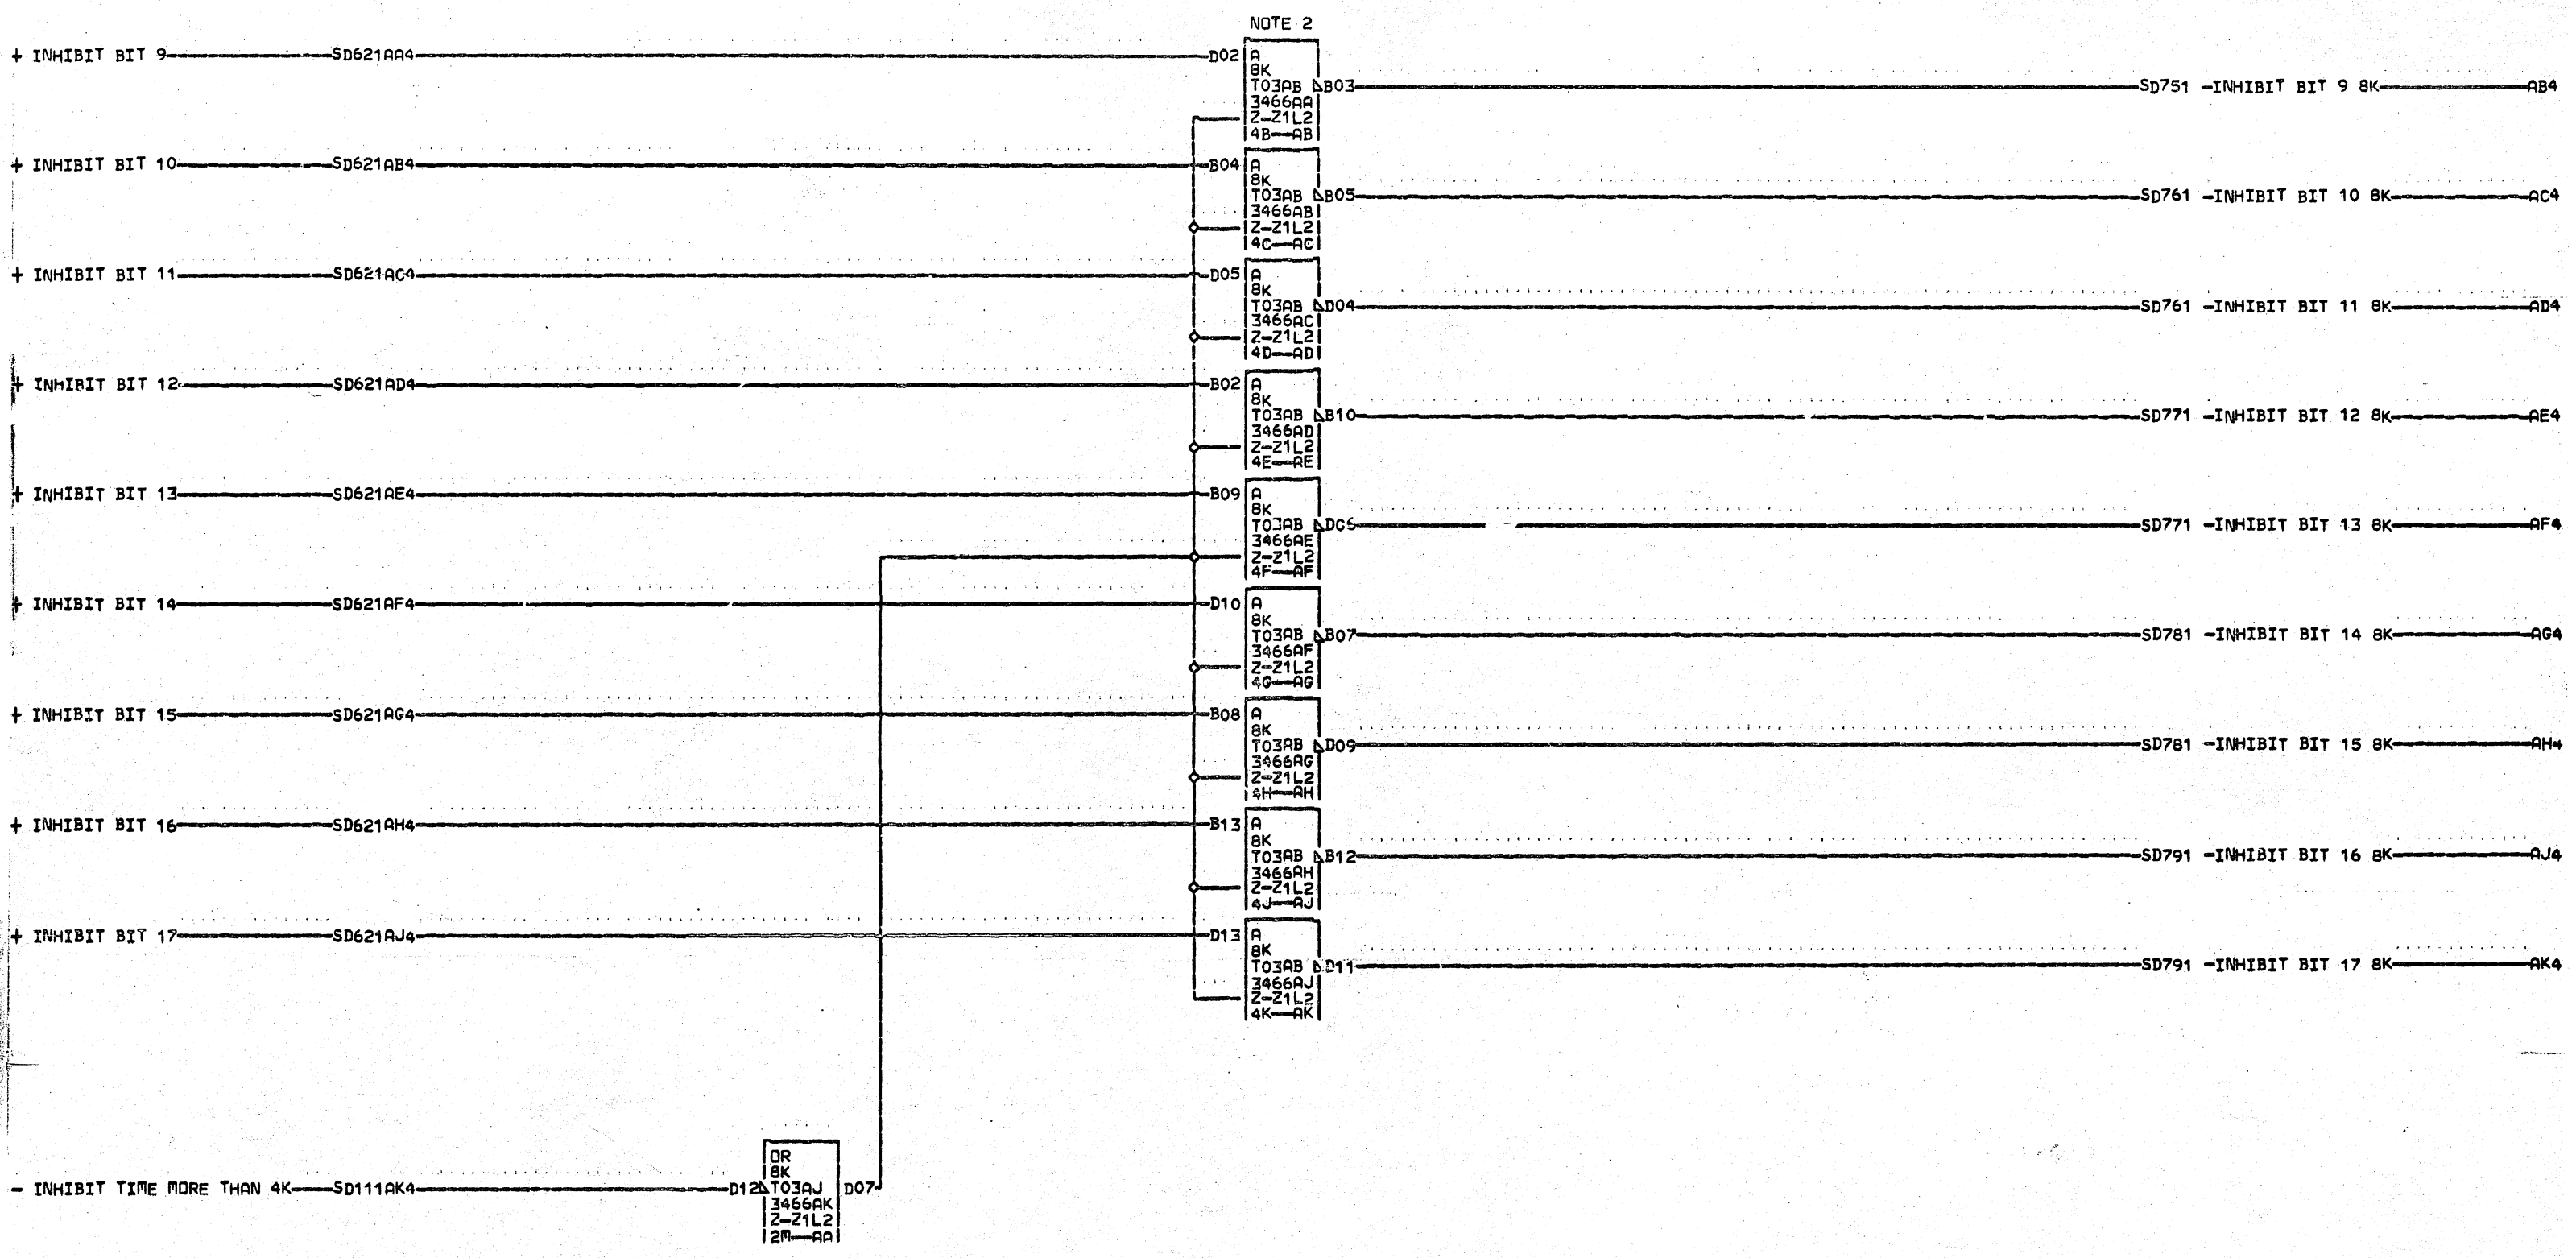 NOTE 2
+ INHIBIT BIT 9 SD621AA4 D02 A
8K
T03AB B03 SD751 -INHIBIT BIT 9 8K AB4
3466AA
Z-Z1L2
4B-AB
+ INHIBIT BIT 10 SD621AB4 B04 A
8K
T03AB B05 SD761 -INHIBIT BIT 10 8K AC4
3466AB
Z-Z1L2
4C-AC
+ INHIBIT BIT 11 SD621AC4 D05 A
8K
T03AB D04 SD761 -INHIBIT BIT 11 8K AD4
3466AC
Z-Z1L2
4D-AD
+ INHIBIT BIT 12 SD621AD4 B02 A
8K
T03AB B10 SD771 -INHIBIT BIT 12 8K AE4
3466AD
Z-Z1L2
4E-AE
+ INHIBIT BIT 13 SD621AE4 B09 A
8K
T03AB D06 SD771 -INHIBIT BIT 13 8K AF4
3466AE
Z-Z1L2
4F-AF
+ INHIBIT BIT 14 SD621AF4 D10 A
8K
T03AB B07 SD781 -INHIBIT BIT 14 8K AG4
3466AF
Z-Z1L2
4G-AG
+ INHIBIT BIT 15 SD621AG4 B08 A
8K
T03AB D09 SD781 -INHIBIT BIT 15 8K AH4
3466AG
Z-Z1L2
4H-AH
+ INHIBIT BIT 16 SD621AH4 B13 A
8K
T03AB B12 SD791 -INHIBIT BIT 16 8K AJ4
3466AH
Z-Z1L2
4J-AJ
+ INHIBIT BIT 17 SD621AJ4 D13 A
8K
T03AB D11 SD791 -INHIBIT BIT 17 8K AK4
3466AJ
Z-Z1L2
4K-AK
OR
8K
- INHIBIT TIME MORE THAN 4K SD111AK4 D12 T03AJ D07
3466AK
Z-Z1L2
2M-AA